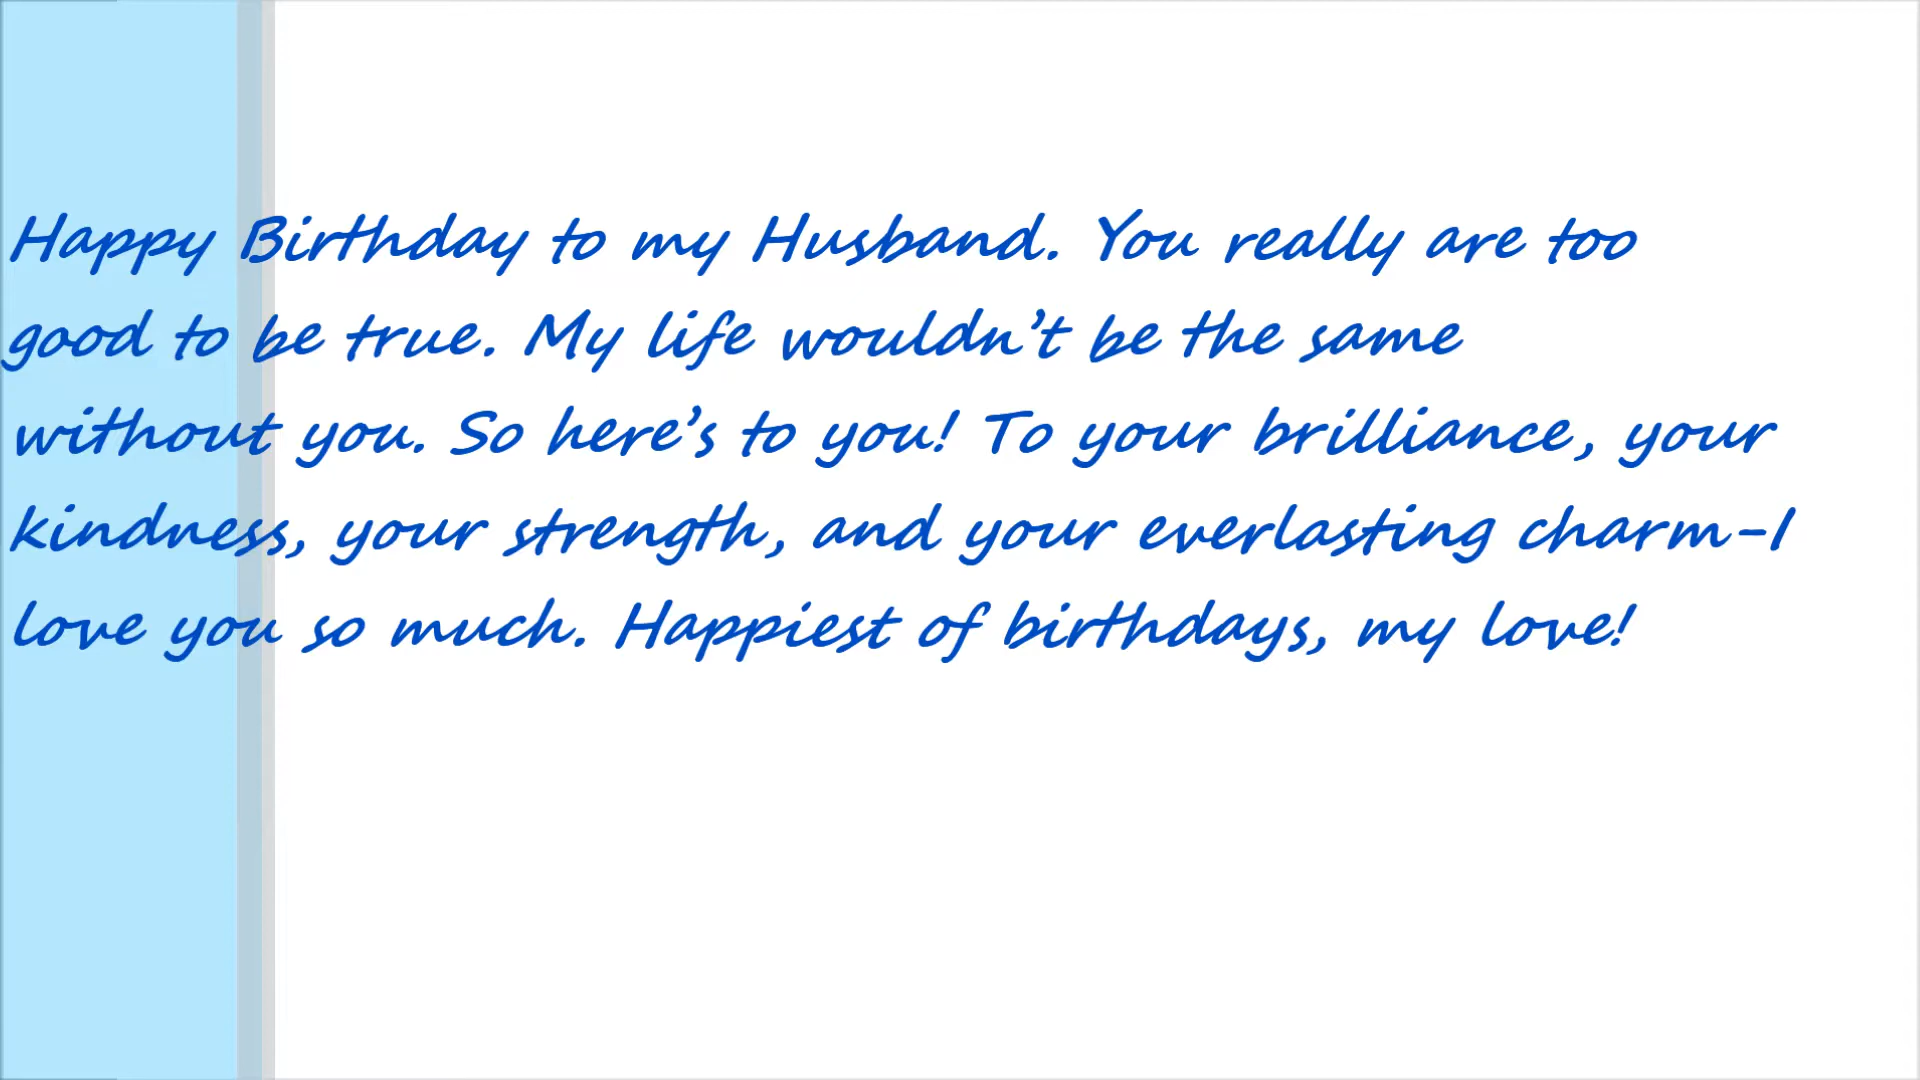 Happy Birthday to my Husband. You really are too
good to be true. My life wouldn’t be the same
without you. So here’s to you! To your brilliance, your
kindness, your strength, and your everlasting charm-I
love you so much. Happiest of birthdays, my love!